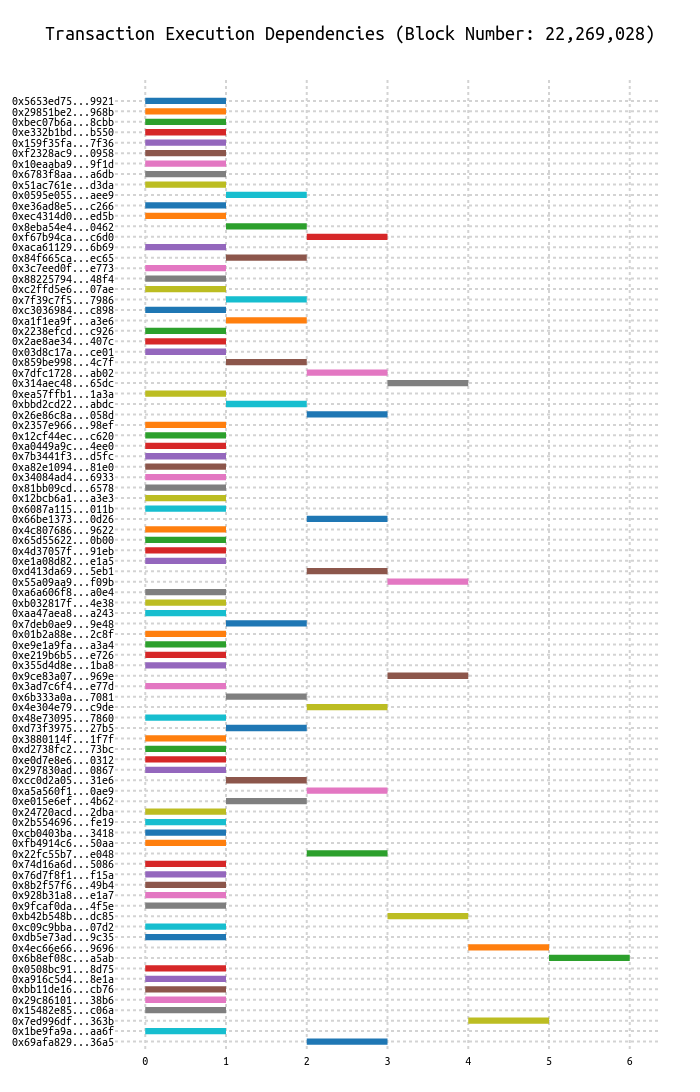 Transaction Execution Dependencies (Block Number: 22,269,028)
0x5653ed75...9921
0x29851be2...968b
0xbec07b6a...8cbb
0xe332b1bd...b550
0x159f35fa...7f36
0xf2328ac9...0958
0x10eaaba9...9f1d
0x6783f8aa...a6db
0x51ac761e...d3da
0x0595e055...aee9
0xe36ad8e5...c266
0xec4314d0...ed5b
0x8eba54e4...0462
0xf67b94ca...c6d0
0xaca61129...6b69
0x84f665ca...ec65
0x3c7eed0f...e773
0x88225794...48f4
0xc2ffd5e6...07ae
0x7f39c7f5...7986
0xc3036984...c898
0xa1f1ea9f...a3e6
0x2238efcd...c926
0x2ae8ae34...407c
0x03d8c17a...ce01
0x859be998...4c7f
0x7dfc1728...ab02
0x314aec48...65dc
0xea57ffb1...1a3a
0xbbd2cd22...abdc
0x26e86c8a...058d
0x2357e966...98ef
0x12cf44ec...c620
0xa0449a9c...4ee0
0x7b3441f3...d5fc
0xa82e1094...81e0
0x34084ad4...6933
0x81bb09cd...6578
0x12bcb6a1...a3e3
0x6087a115...011b
0x66be1373...0d26
0x4c807686...9622
0x65d55622...0b00
0x4d37057f...91eb
0xe1a08d82...e1a5
0xd413da69...5eb1
0x55a09aa9...f09b
0xa6a606f8...a0e4
0xb032817f...4e38
0xaa47aea8...a243
0x7deb0ae9...9e48
0x01b2a88e...2c8f
0xe9e1a9fa...a3a4
0xe219b6b5...e726
0x355d4d8e...1ba8
0x9ce83a07...969e
0x3ad7c6f4...e77d
0x6b333a0a...7081
0x4e304e79...c9de
0x48e73095...7860
0xd73f3975...27b5
0x3880114f...1f7f
0xd2738fc2...73bc
0xe0d7e8e6...0312
0x297830ad...0867
0xcc0d2a05...31e6
0xa5a560f1...0ae9
0xe015e6ef...4b62
0x24720acd...2dba
0x2b554696...fe19
0xcb0403ba...3418
0xfb4914c6...50aa
0x22fc55b7...e048
0x74d16a6d...5086
0x76d7f8f1...f15a
0x8b2f57f6...49b4
0x928b31a8...e1a7
0x9fcaf0da...4f5e
0xb42b548b...dc85
0xc09c9bba...07d2
0xdb5e73ad...9c35
0x4ec66e66...9696
0x6b8ef08c...a5ab
0x0508bc91...8d75
0xa916c5d4...8e1a
0xbb11de16...cb76
0x29c86101...38b6
0x15482e85...c06a
0x7ed996df...363b
0x1be9fa9a...aa6f
0x69afa829...36a5
0 1 2 3 4 5 6